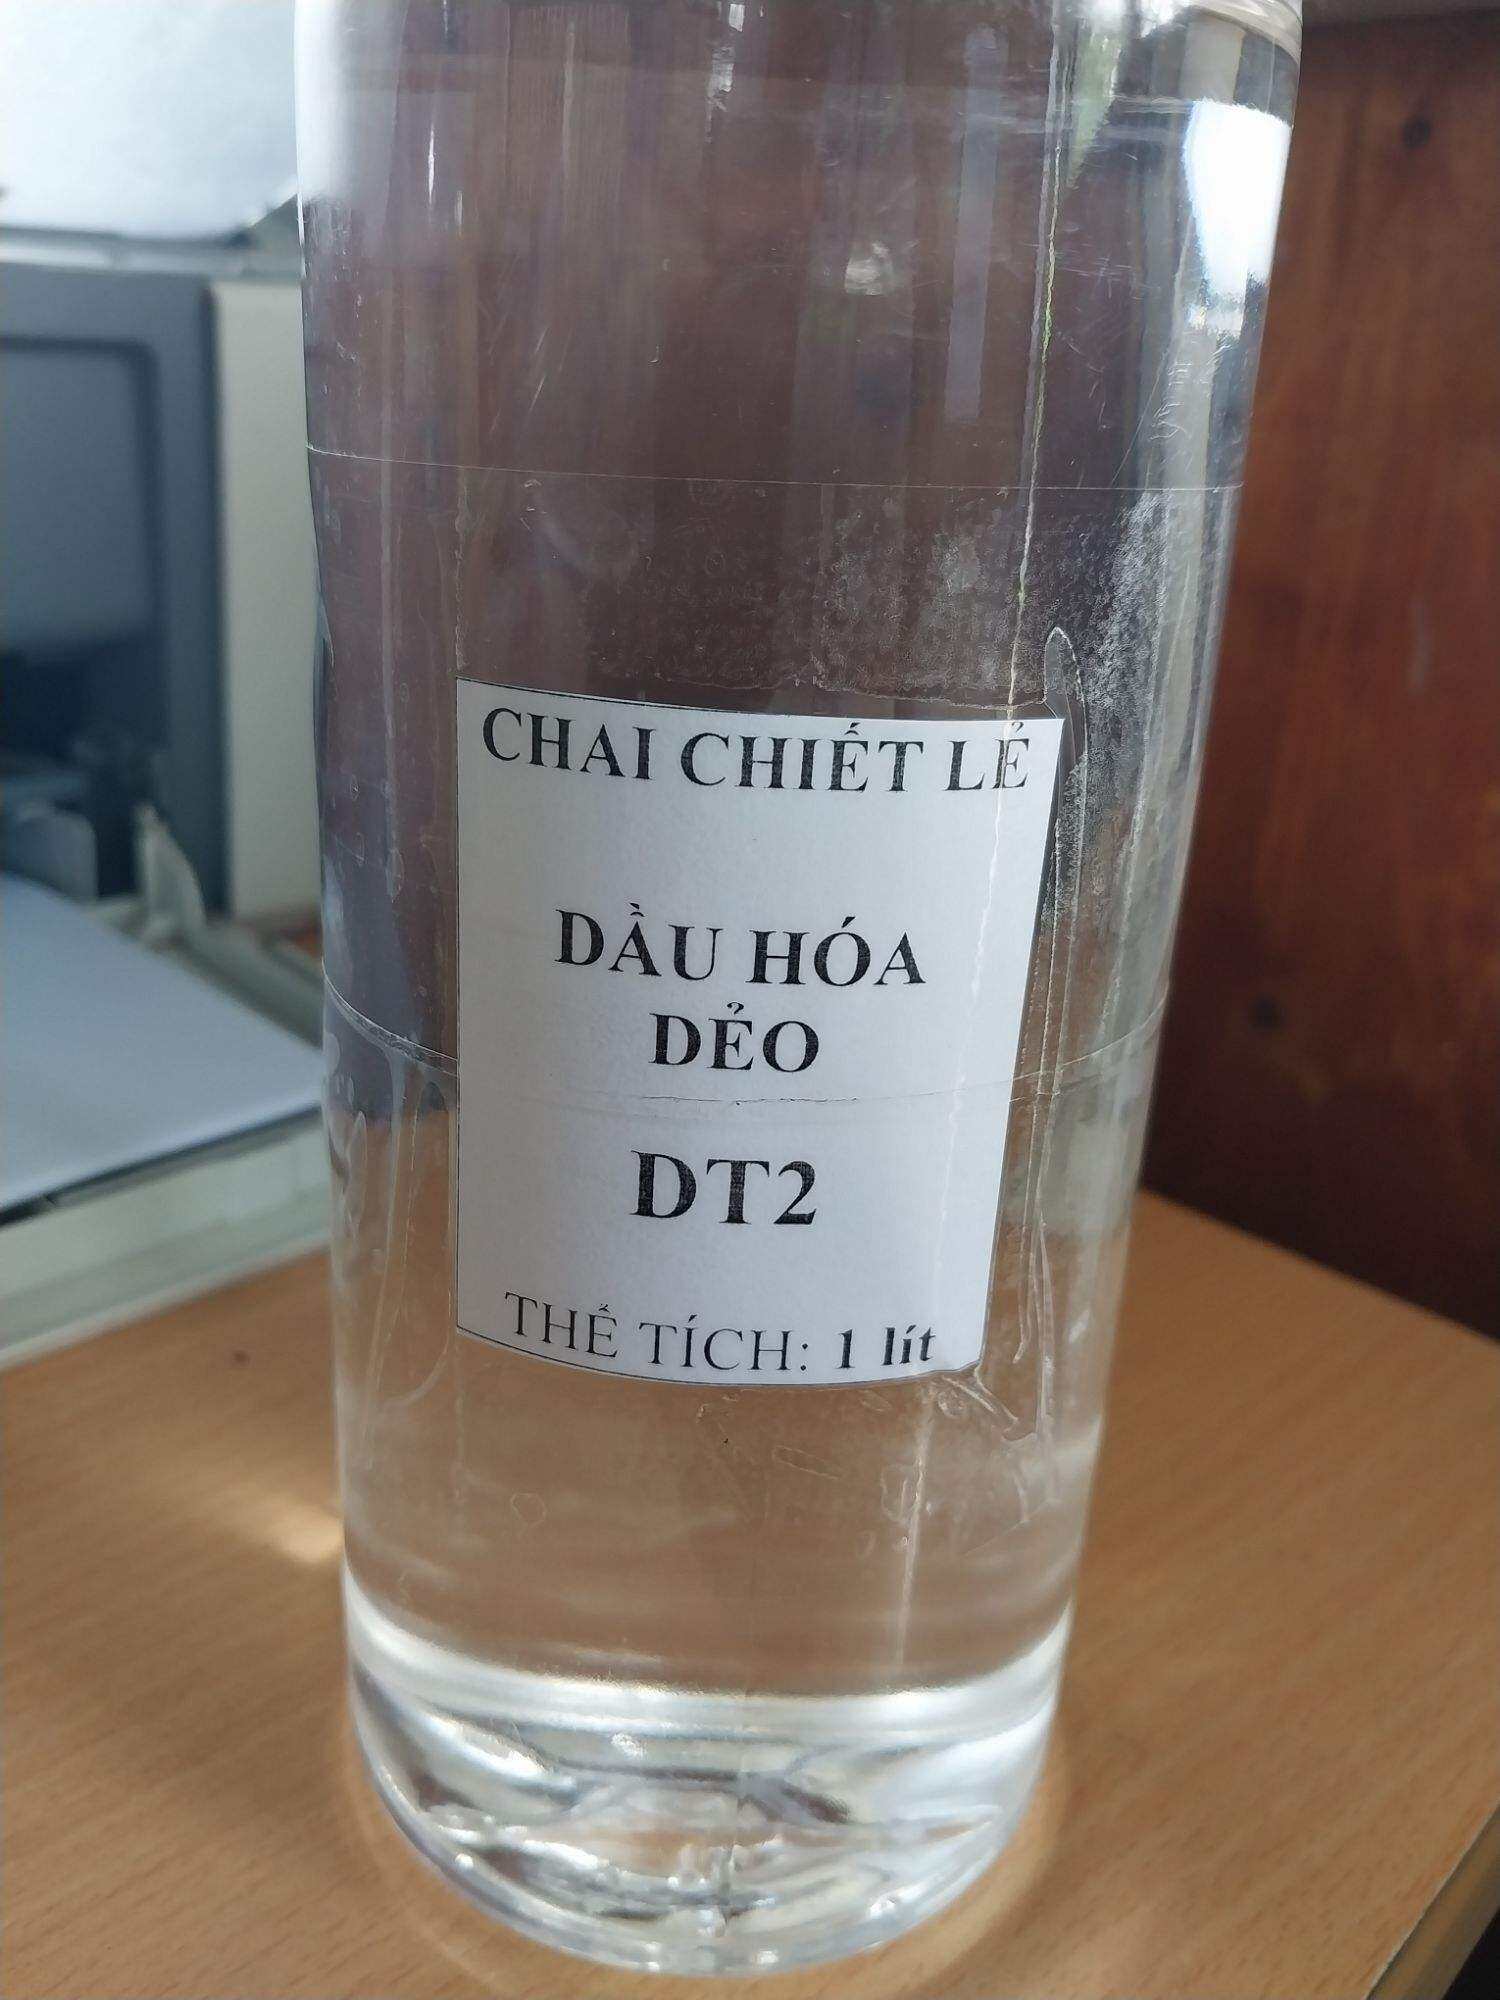 CHAI CHIẾT LẺ
DẦU HÓA
DẺO
DT2
THỂ TÍCH: 1 lít